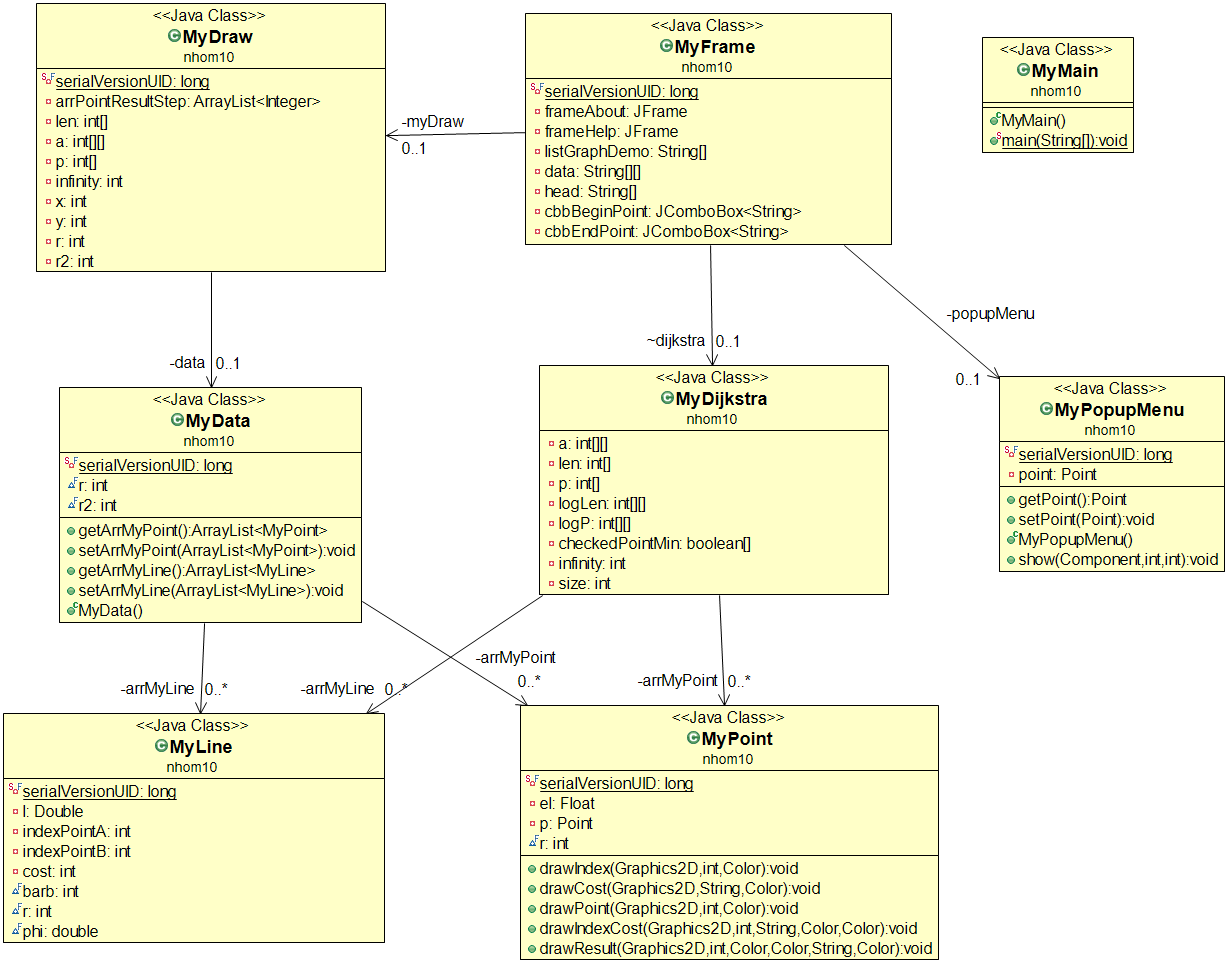 <<Java Class>>
MyDraw
nhom10
serialVersionUID: long
arrPointResultStep: ArrayList<Integer>
len: int[]
a: int[][]
p: int[]
infinity: int
x: int
y: int
r: int
r2: int
-myDraw
0..1
<<Java Class>>
MyFrame
nhom10
serialVersionUID: long
frameAbout: JFrame
frameHelp: JFrame
listGraphDemo: String[]
data: String[][]
head: String[]
cbbBeginPoint: JComboBox<String>
cbbEndPoint: JComboBox<String>
<<Java Class>>
MyMain
nhom10
MyMain()
main(String[]):void
-data 0..1
~dijkstra 0..1
-popupMenu
0..1
<<Java Class>>
MyData
nhom10
serialVersionUID: long
r: int
r2: int
getArrMyPoint():ArrayList<MyPoint>
setArrMyPoint(ArrayList<MyPoint>):void
getArrMyLine():ArrayList<MyLine>
setArrMyLine(ArrayList<MyLine>):void
MyData()
<<Java Class>>
MyDijkstra
nhom10
a: int[][]
len: int[]
p: int[]
logLen: int[][]
logP: int[][]
checkedPointMin: boolean[]
infinity: int
size: int
<<Java Class>>
MyPopupMenu
nhom10
serialVersionUID: long
point: Point
getPoint():Point
setPoint(Point):void
MyPopupMenu()
show(Component,int,int):void
-arrMyLine 0..*
-arrMyLine 0..*
-arrMyPoint
0..*
-arrMyPoint 0..*
<<Java Class>>
MyLine
nhom10
serialVersionUID: long
l: Double
indexPointA: int
indexPointB: int
cost: int
barb: int
r: int
phi: double
<<Java Class>>
MyPoint
nhom10
serialVersionUID: long
el: Float
p: Point
r: int
drawIndex(Graphics2D,int,Color):void
drawCost(Graphics2D,String,Color):void
drawPoint(Graphics2D,int,Color):void
drawIndexCost(Graphics2D,int,String,Color,Color):void
drawResult(Graphics2D,int,Color,Color,String,Color):void